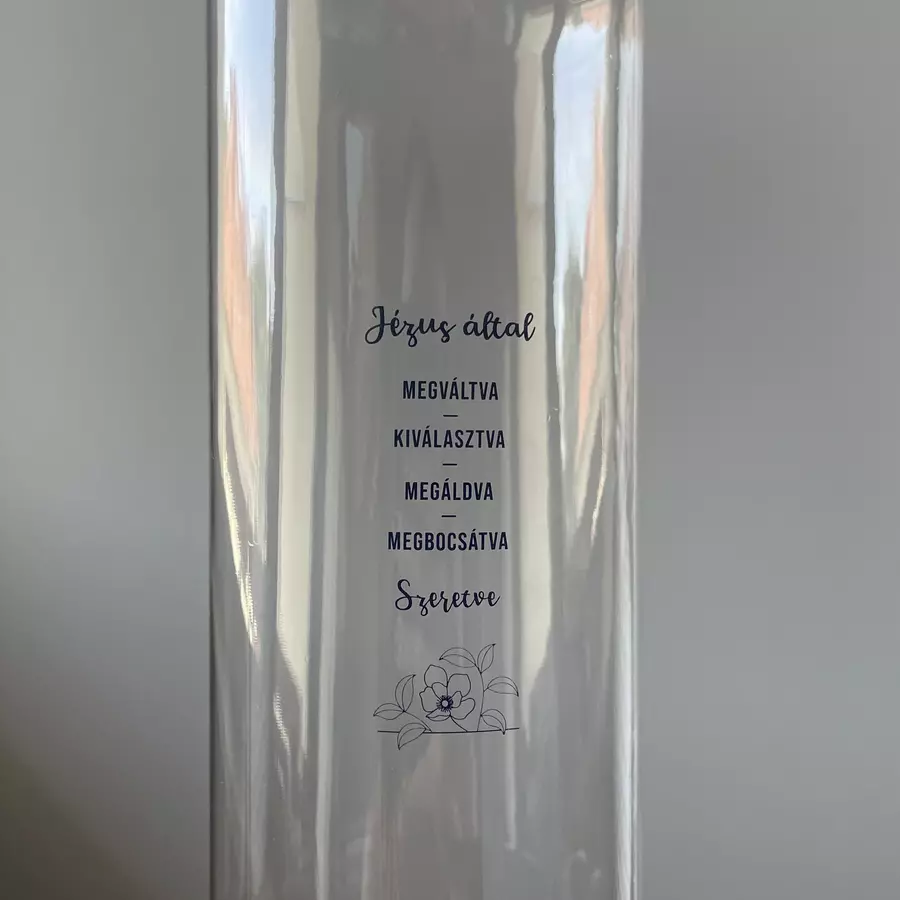 Jézus által
MEGVÁLTVA
–
KIVÁLASZTVA
–
MEGÁLDVA
–
MEGBOCSÁTVA
Szeretve